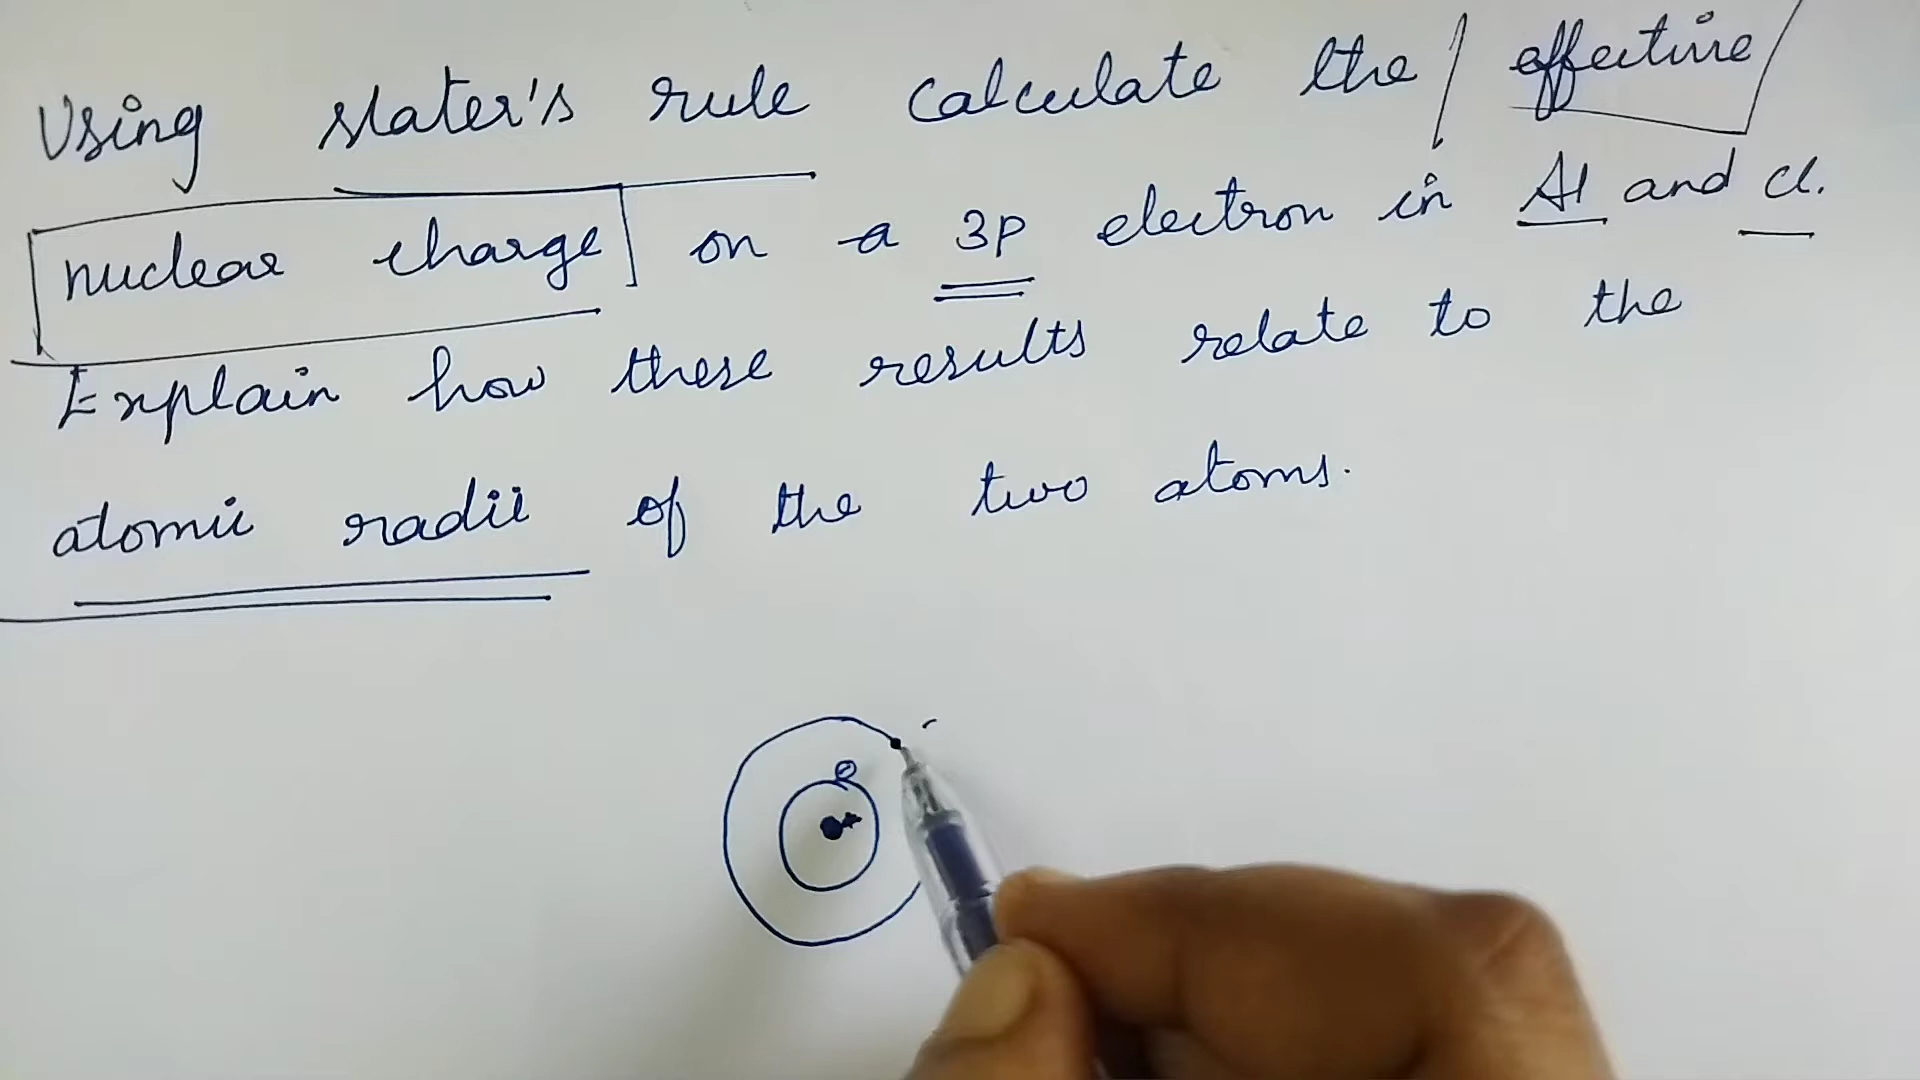 Using slater's rule calculate the effective
nuclear charge on a 3p electron in Al and Cl.
Explain how these results relate to the
atomic radii of the two atoms.